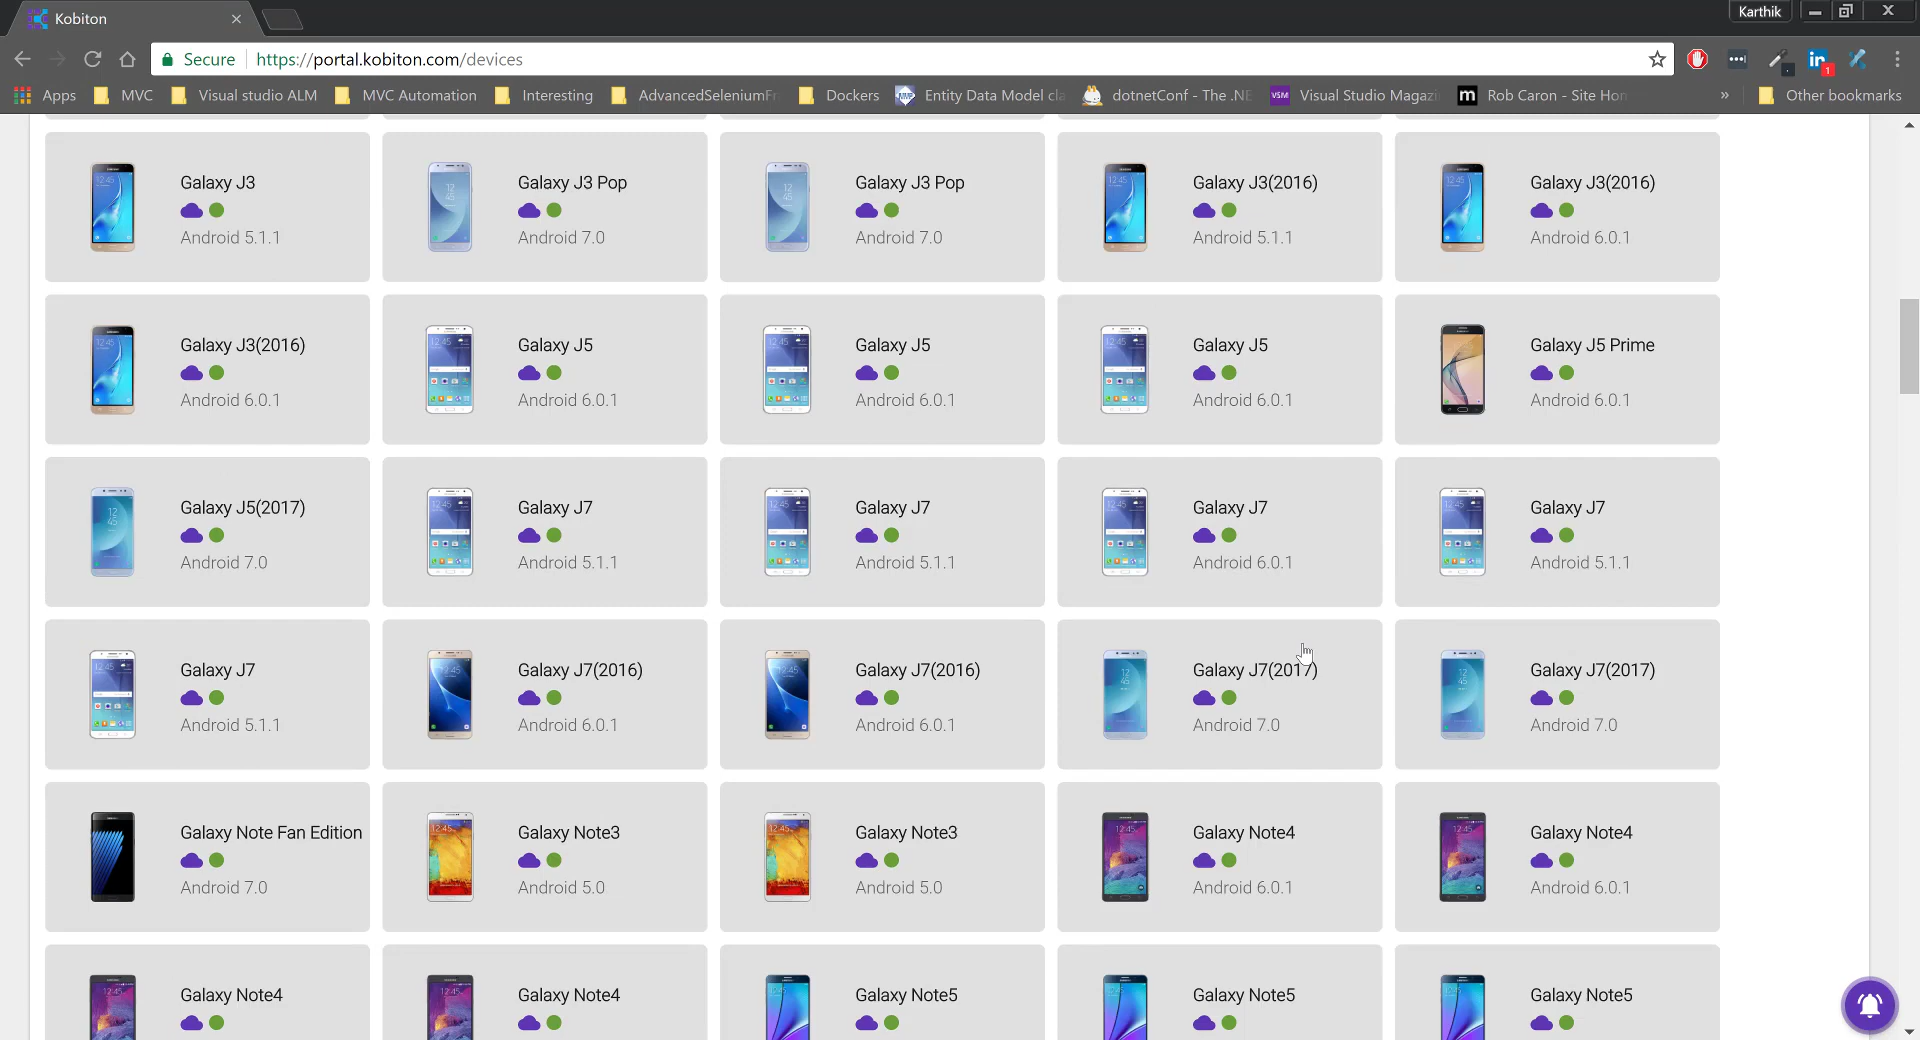 Kobiton
Karthik
Secure
https://portal.kobiton.com/devices
1
Apps MVC Visual studio ALM MVC Automation Interesting AdvancedSeleniumFr Dockers Entity Data Model cla dotnetConf - The .NE VSM Visual Studio Magazi m Rob Caron - Site Hom » Other bookmarks
Galaxy J3 Galaxy J3 Pop Galaxy J3 Pop Galaxy J3(2016) Galaxy J3(2016)
Android 5.1.1 Android 7.0 Android 7.0 Android 5.1.1 Android 6.0.1
Galaxy J3(2016) Galaxy J5 Galaxy J5 Galaxy J5 Galaxy J5 Prime
Android 6.0.1 Android 6.0.1 Android 6.0.1 Android 6.0.1 Android 6.0.1
Galaxy J5(2017) Galaxy J7 Galaxy J7 Galaxy J7 Galaxy J7
Android 7.0 Android 5.1.1 Android 5.1.1 Android 6.0.1 Android 5.1.1
Galaxy J7 Galaxy J7(2016) Galaxy J7(2016) Galaxy J7(2017) Galaxy J7(2017)
Android 5.1.1 Android 6.0.1 Android 6.0.1 Android 7.0 Android 7.0
Galaxy Note Fan Edition Galaxy Note3 Galaxy Note3 Galaxy Note4 Galaxy Note4
Android 7.0 Android 5.0 Android 5.0 Android 6.0.1 Android 6.0.1
Galaxy Note4 Galaxy Note4 Galaxy Note5 Galaxy Note5 Galaxy Note5